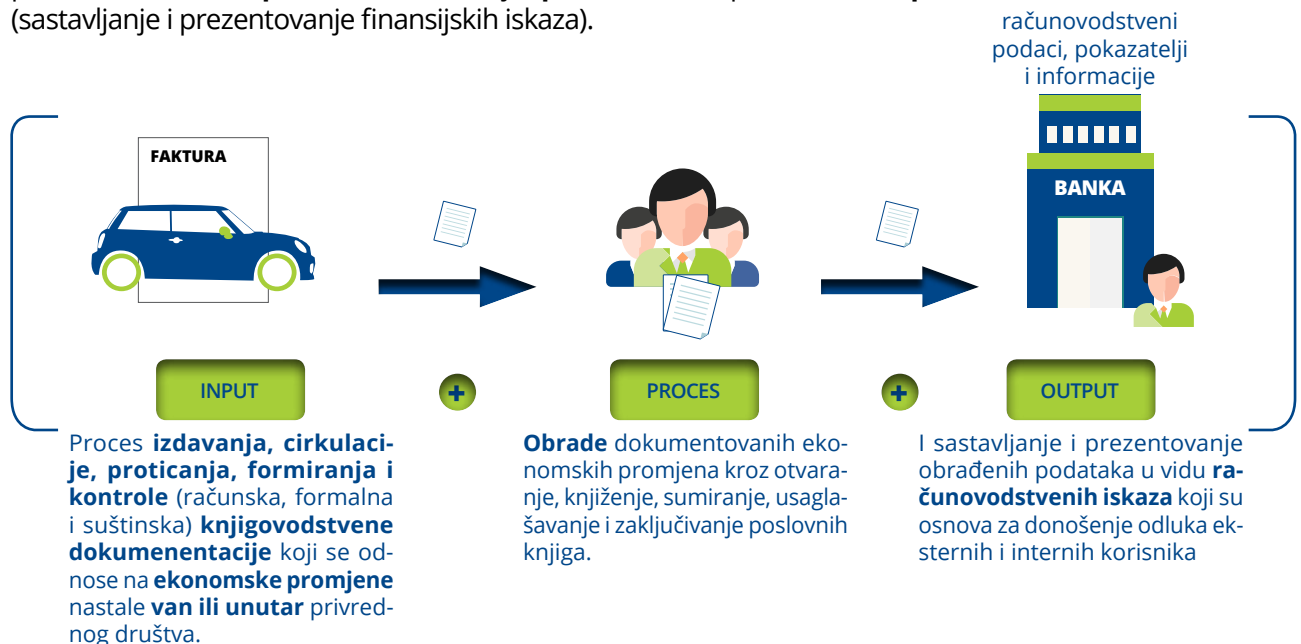 (sastavljanje i prezentovanje finansijskih iskaza).
računovodstveni
podaci, pokazatelji
i informacije
FAKTURA
BANKA
INPUT
+
PROCES
+
OUTPUT
Proces izdavanja, cirkulaci-
je, proticanja, formiranja i
kontrole (računska, formalna
i suštinska) knjigovodstvene
dokumenentacije koji se od-
nose na ekonomske promjene
nastale van ili unutar privred-
nog društva.
Obrade dokumentovanih eko-
nomskih promjena kroz otvara-
nje, knjiženje, sumiranje, usagla-
šavanje i zaključivanje poslovnih
knjiga.
I sastavljanje i prezentovanje
obrađenih podataka u vidu ra-
čunovodstvenih iskaza koji su
osnova za donošenje odluka ek-
sternih i internih korisnika